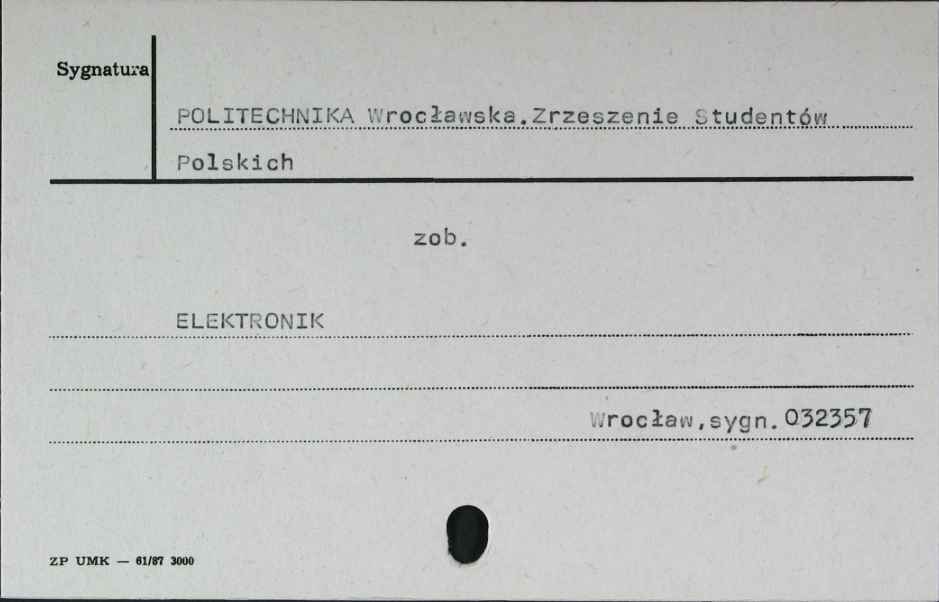 Sygnatura
POLITECHNIKA Wrocławska.Zrzeszenie Studentów
Polskich
zob.
ELEKTRONIK
Wrocław,sygn. 032357
ZP UMK — 61/87 3000